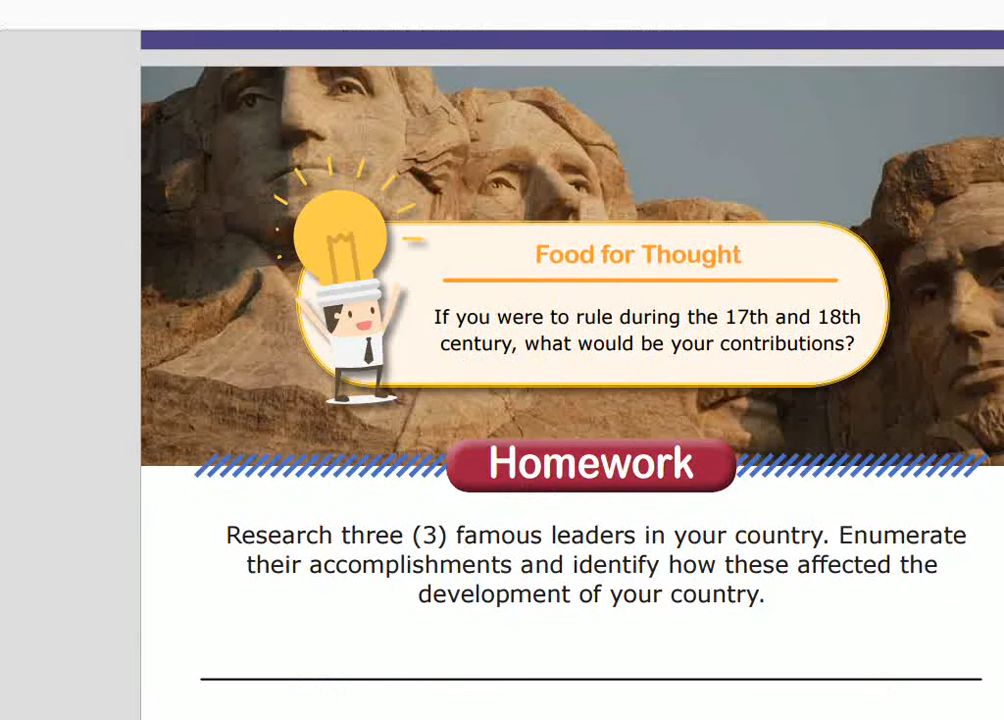 Food for Thought
If you were to rule during the 17th and 18th
century, what would be your contributions?
Homework
Research three (3) famous leaders in your country. Enumerate
their accomplishments and identify how these affected the
development of your country.